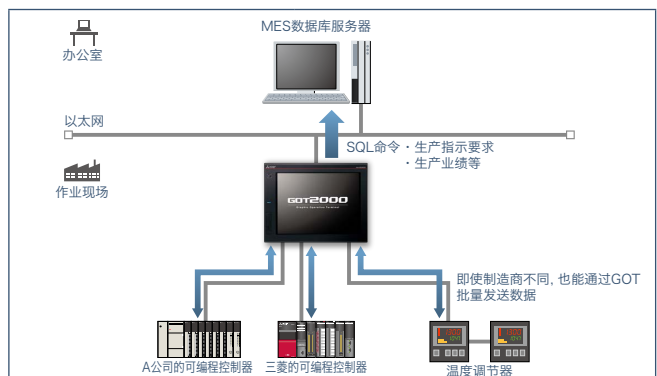 MES数据库服务器
办公室
以太网
SQL命令・生产指示要求
・生产业绩等
作业现场
GOT2000
Graphic Operation Terminal
即使制造商不同, 也能通过GOT
批量发送数据
A公司的可编程控制器
三菱的可编程控制器
温度调节器